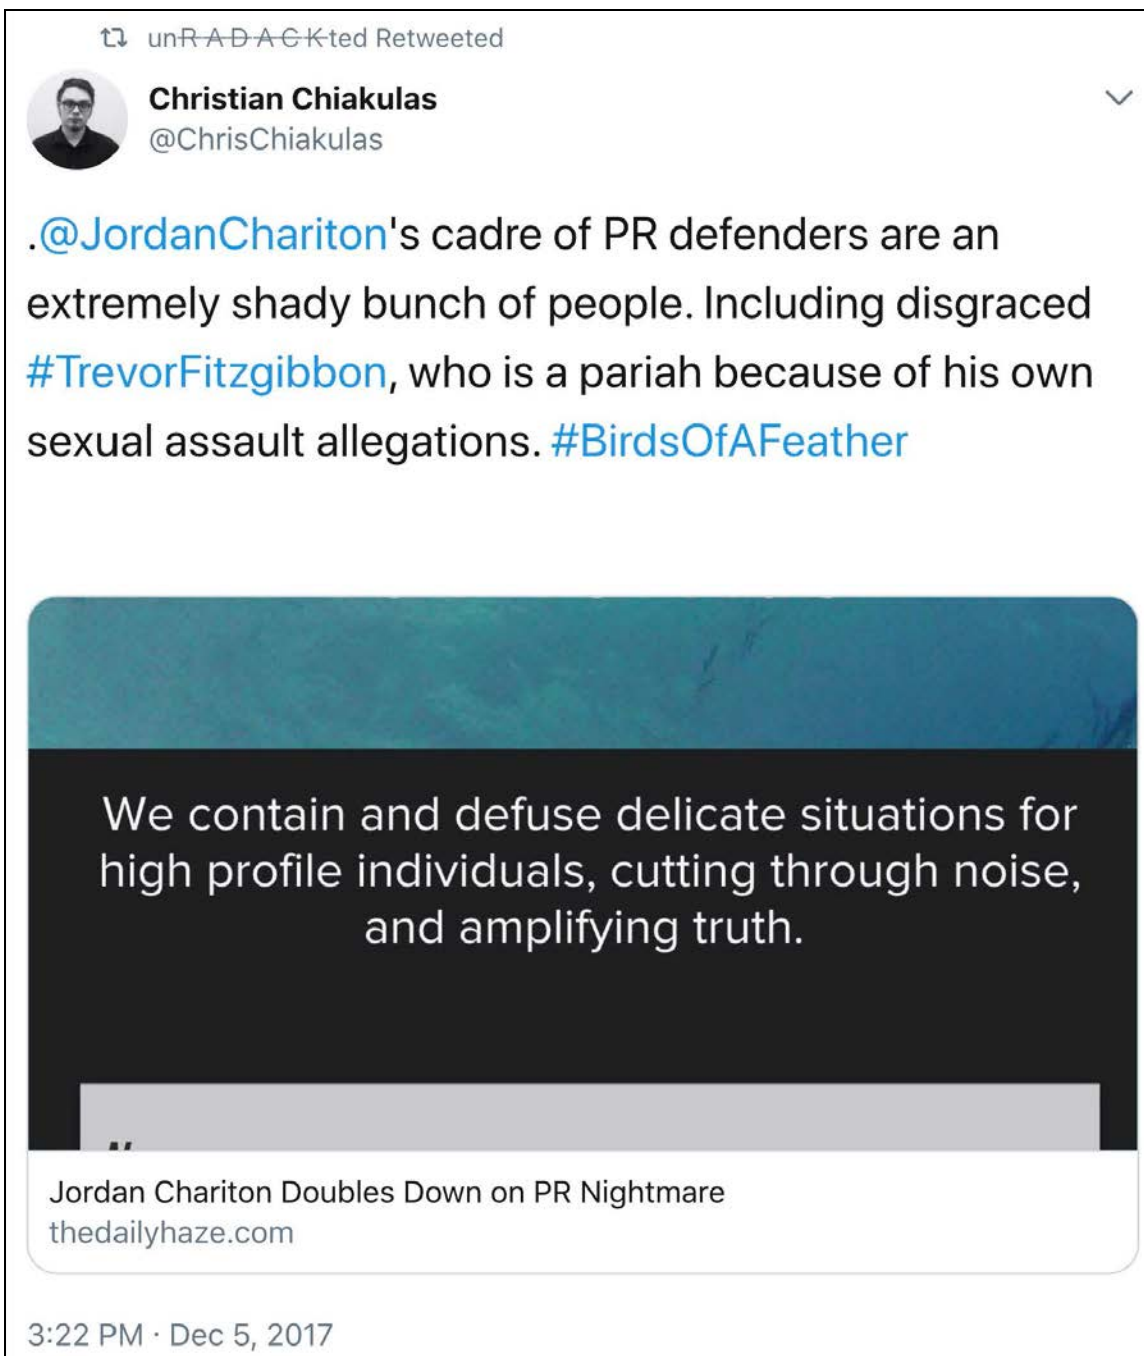 unRADACKted Retweeted
Christian Chiakulas
@ChrisChiakulas
.@JordanChariton's cadre of PR defenders are an
extremely shady bunch of people. Including disgraced
#TrevorFitzgibbon, who is a pariah because of his own
sexual assault allegations. #BirdsOfAFeather
We contain and defuse delicate situations for
high profile individuals, cutting through noise,
and amplifying truth.
Jordan Chariton Doubles Down on PR Nightmare
thedailyhaze.com
3:22 PM · Dec 5, 2017